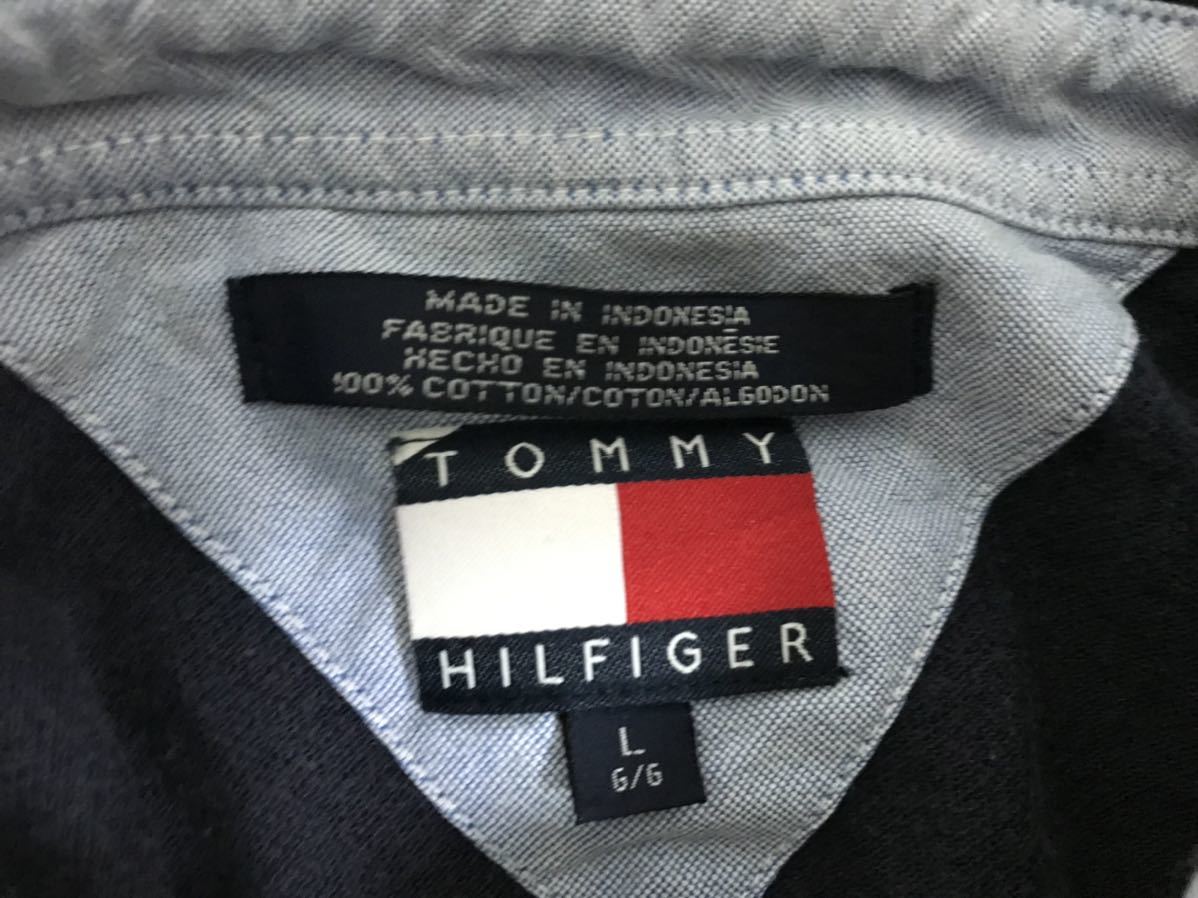 MADE IN INDONESIA
FABRIQUE EN INDONÉSIE
HECHO EN INDONESIA
100% COTTON/COTON/ALGODON
TOMMY
HILFIGER
L
G/G